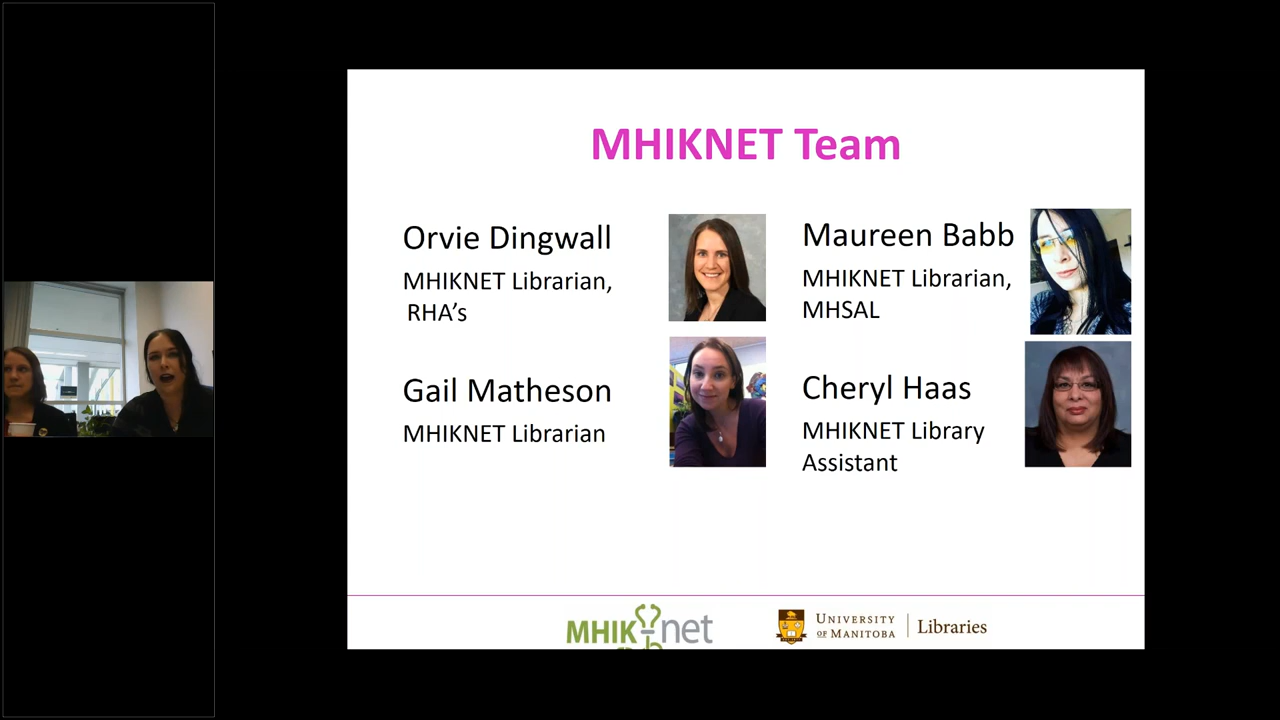 MHIKNET Team
Orvie Dingwall
MHIKNET Librarian,
RHA's
Maureen Babb
MHIKNET Librarian,
MHSAL
Gail Matheson
MHIKNET Librarian
Cheryl Haas
MHIKNET Library
Assistant
MHIK-net
UNIVERSITY
OF MANITOBA
Libraries